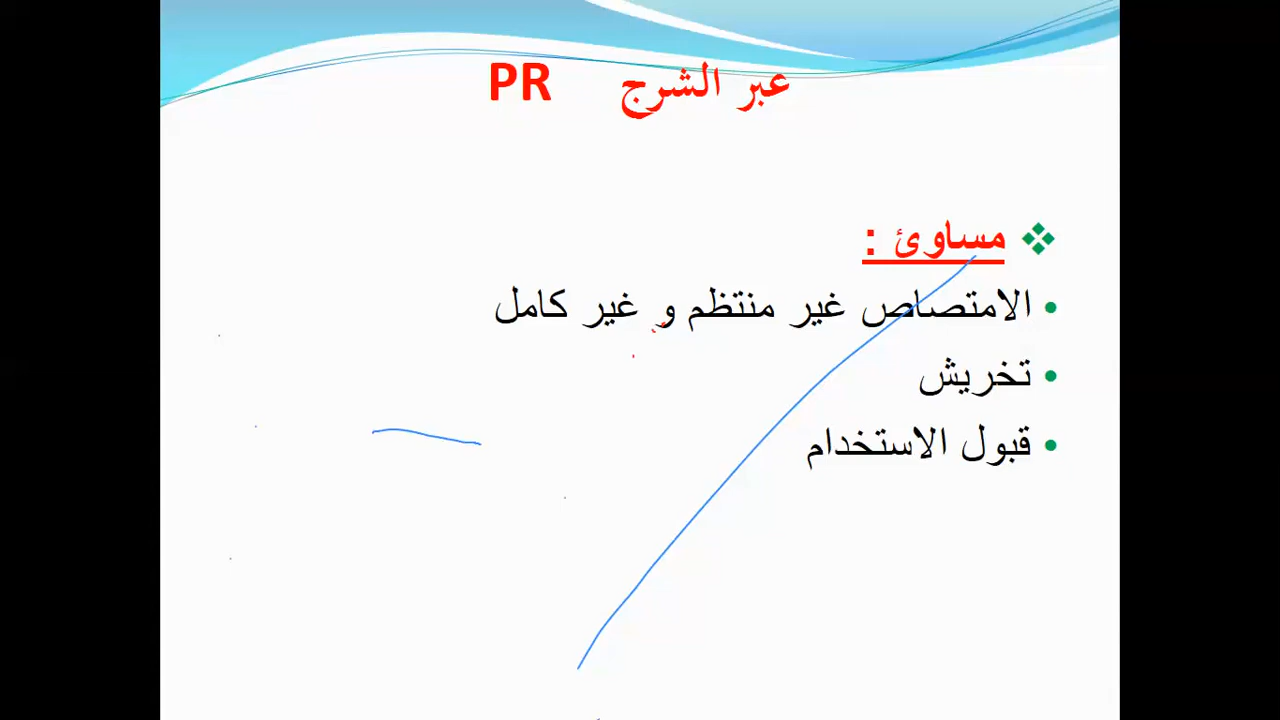 عبر الشرج PR
مساوئ :
الامتصاص غير منتظم و غير كامل
تخريش
قبول الاستخدام